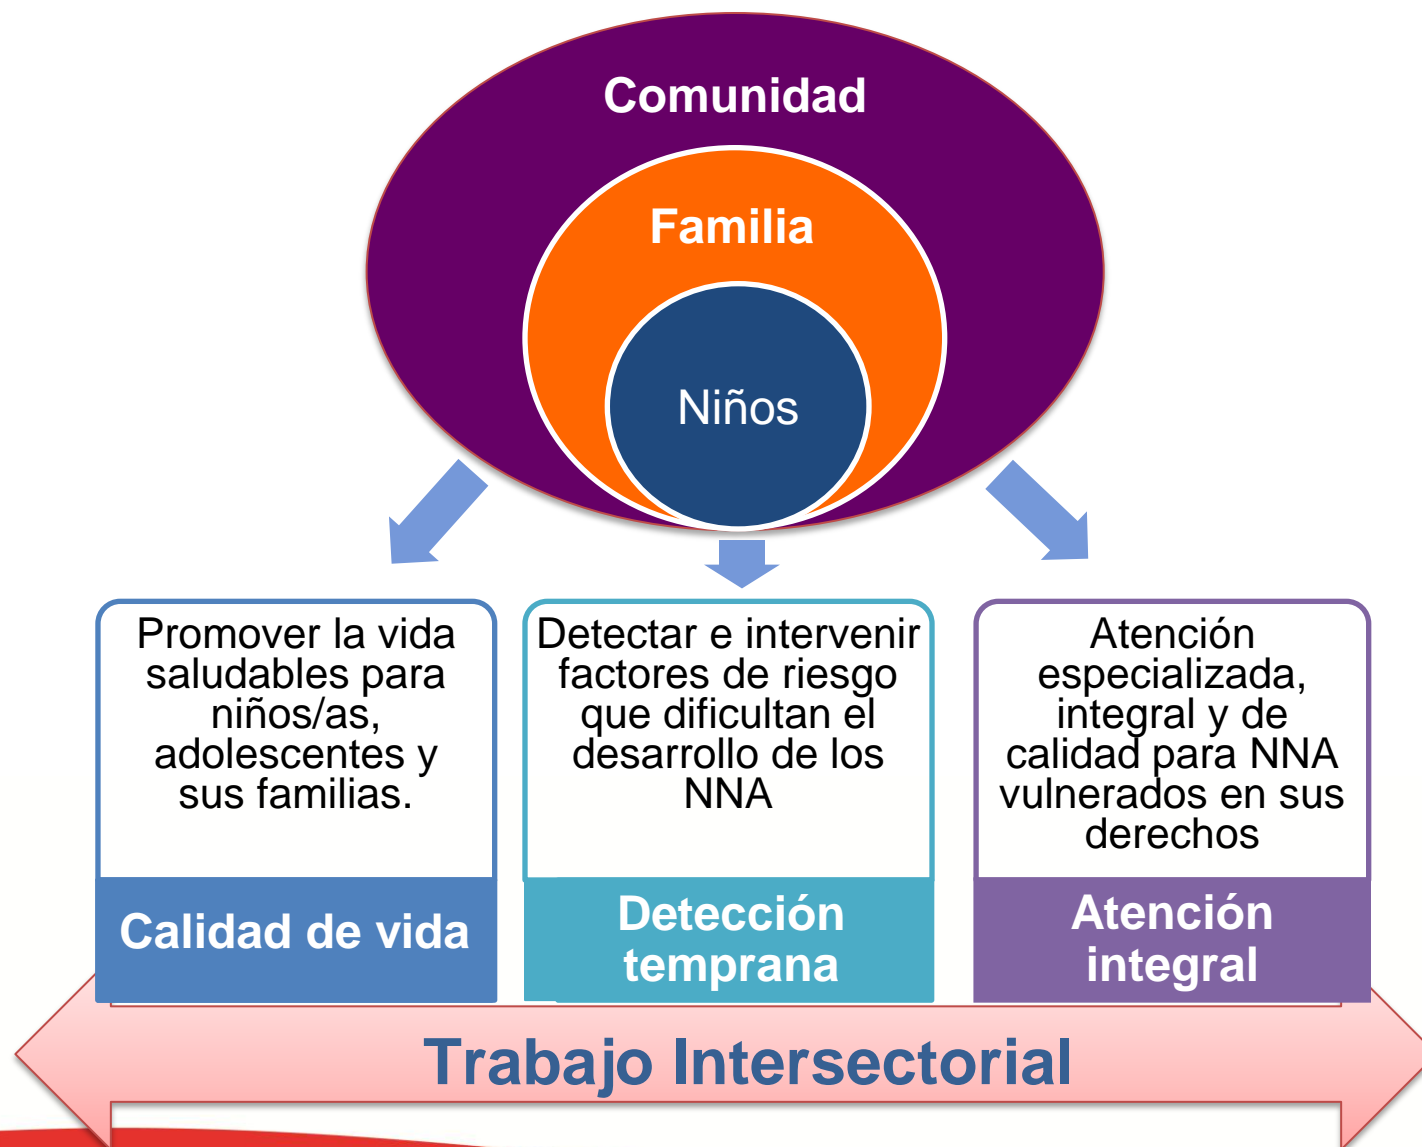 Comunidad
Familia
Niños
Promover la vida
saludables para
niños/as,
adolescentes y
sus familias.
Calidad de vida
Detectar e intervenir
factores de riesgo
que dificultan el
desarrollo de los
NNA
Detección
temprana
Atención
especializada,
integral y de
calidad para NNA
vulnerados en sus
derechos
Atención
integral
Trabajo Intersectorial